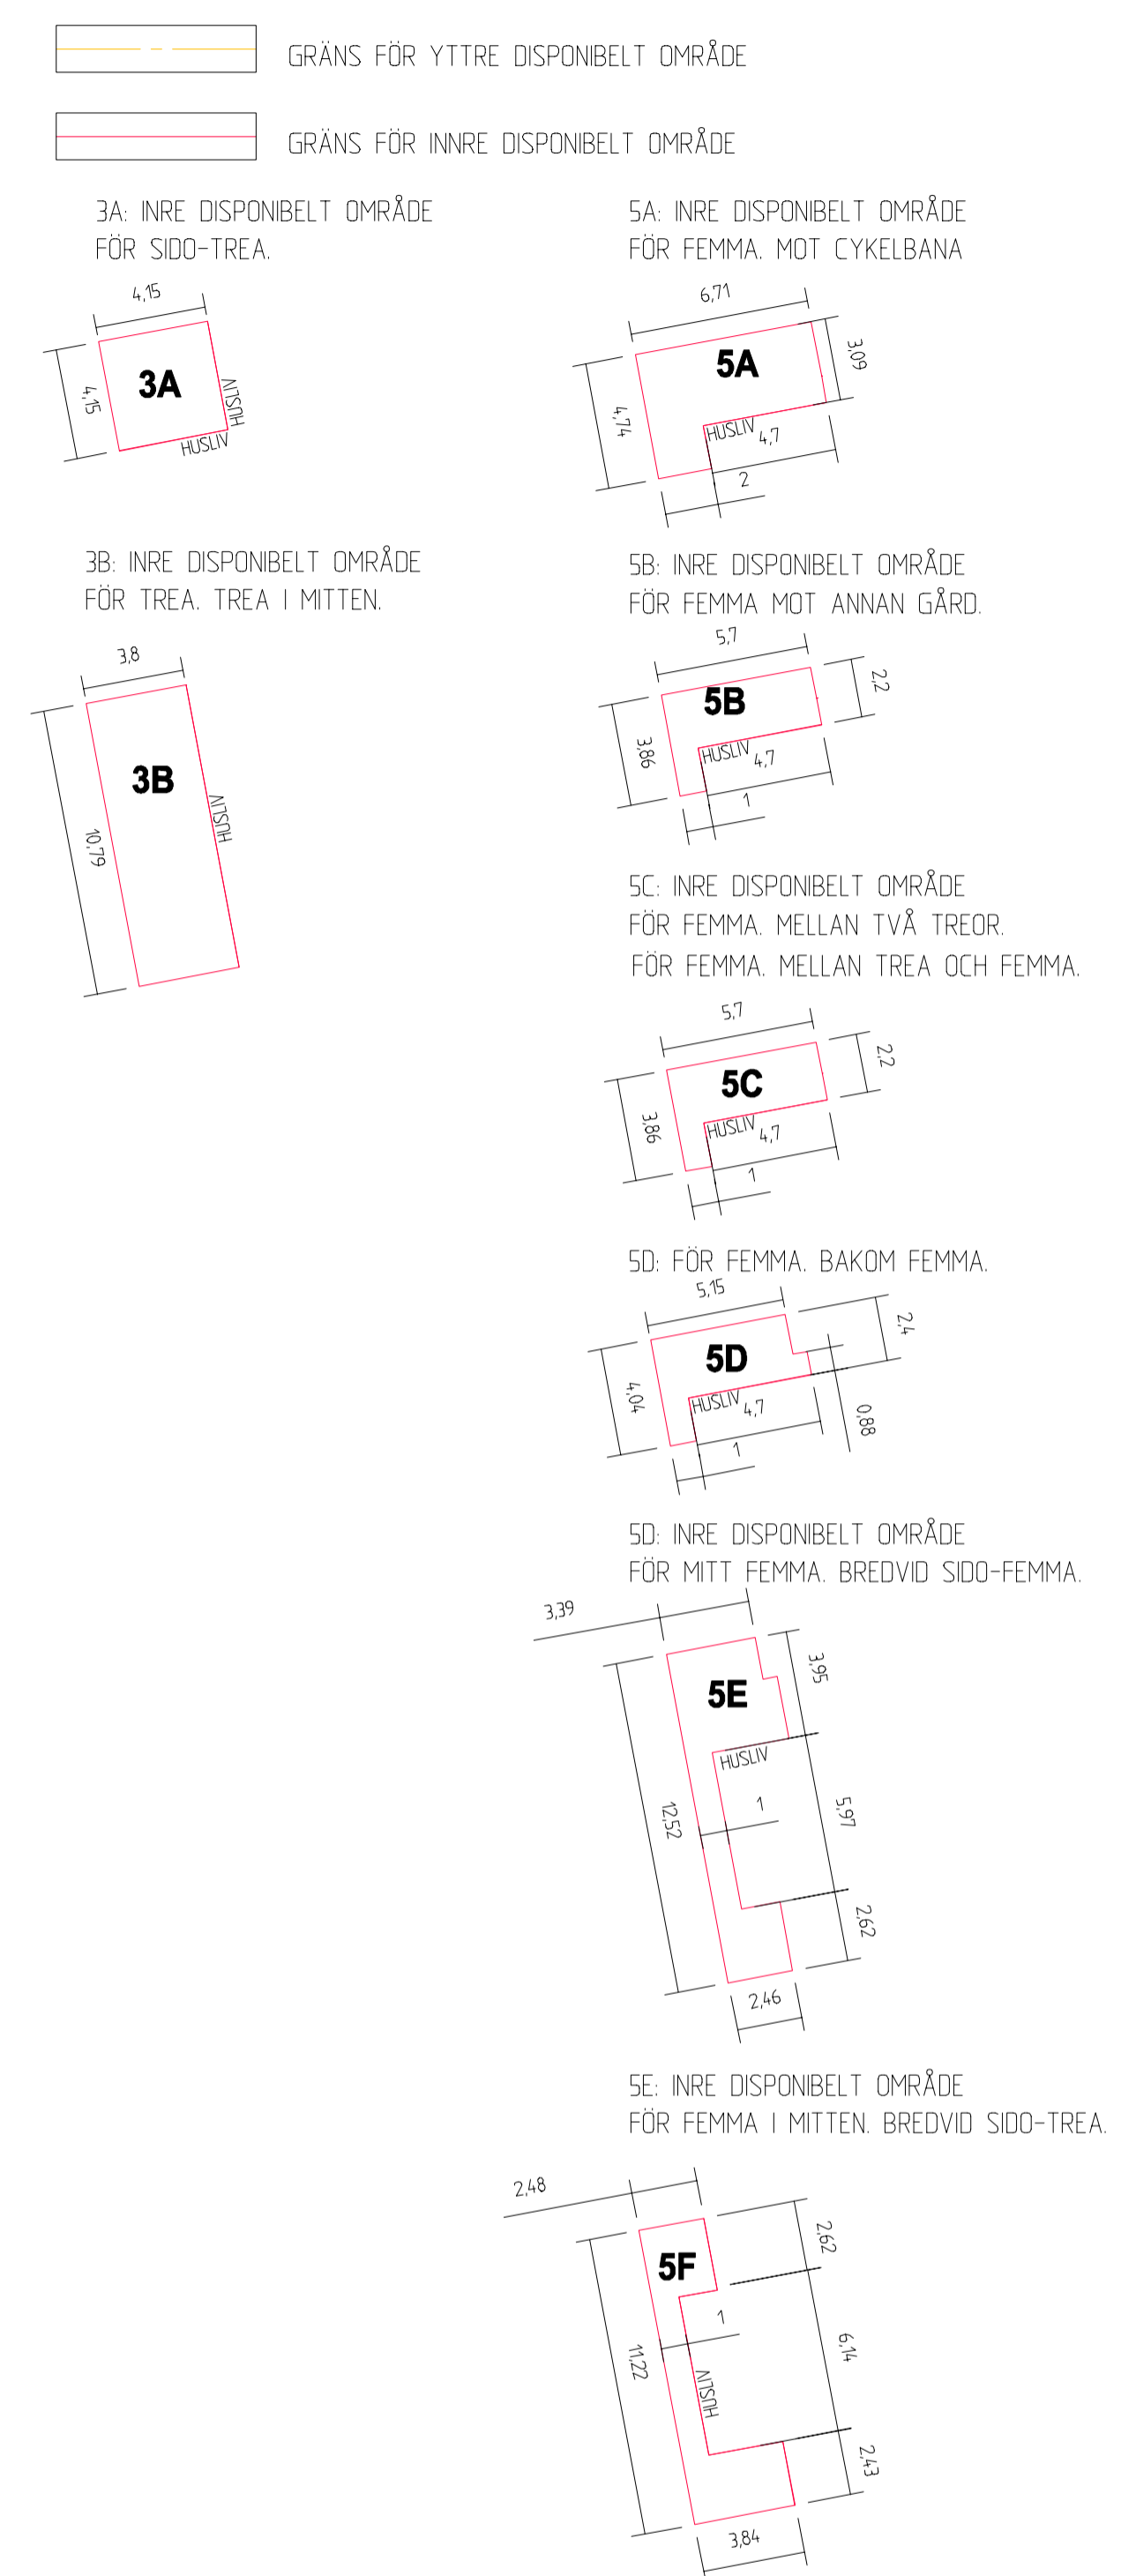 GRÄNS FÖR YTTRE DISPONIBELT OMRÅDE
GRÄNS FÖR INNRE DISPONIBELT OMRÅDE
3A: INRE DISPONIBELT OMRÅDE
FÖR SIDO-TREA.
4,15
4,15
3A
HUSLIV
HUSLIV
3B: INRE DISPONIBELT OMRÅDE
FÖR TREA. TREA I MITTEN.
3,8
3B
10,79
HUSLIV
5A: INRE DISPONIBELT OMRÅDE
FÖR FEMMA. MOT CYKELBANA
6,71
5A
3,09
4,74
HUSLIV
4,7
2
5B: INRE DISPONIBELT OMRÅDE
FÖR FEMMA MOT ANNAN GÅRD.
5,7
5B
2,2
3,86
HUSLIV
4,7
1
5C: INRE DISPONIBELT OMRÅDE
FÖR FEMMA. MELLAN TVÅ TREOR.
FÖR FEMMA. MELLAN TREA OCH FEMMA.
5,7
5C
2,2
3,86
HUSLIV
4,7
1
5D: FÖR FEMMA. BAKOM FEMMA.
5,15
5D
2,4
4,04
HUSLIV
4,7
0,88
1
5D: INRE DISPONIBELT OMRÅDE
FÖR MITT FEMMA. BREDVID SIDO-FEMMA.
3,39
5E
3,95
HUSLIV
12,52
1
5,97
2,62
2,46
5E: INRE DISPONIBELT OMRÅDE
FÖR FEMMA I MITTEN. BREDVID SIDO-TREA.
2,48
5F
2,62
1
11,22
6,14
HUSLIV
2,43
3,84